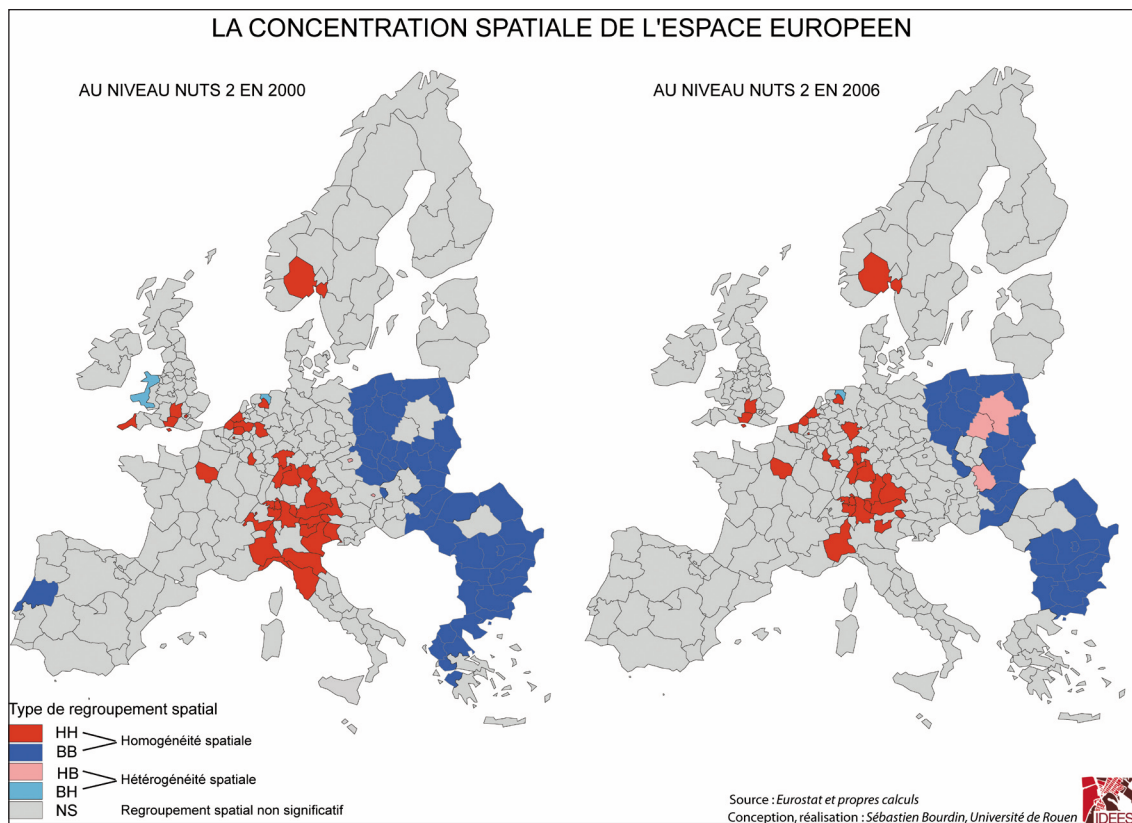 LA CONCENTRATION SPATIALE DE L'ESPACE EUROPEEN
AU NIVEAU NUTS 2 EN 2000
AU NIVEAU NUTS 2 EN 2006
Type de regroupement spatial
HH
Homogénéité spatiale
BB
HB
Hétérogénéité spatiale
BH
NS Regroupement spatial non significatif
Source : Eurostat et propres calculs
Conception, réalisation : Sébastien Bourdin, Université de Rouen
IDEES